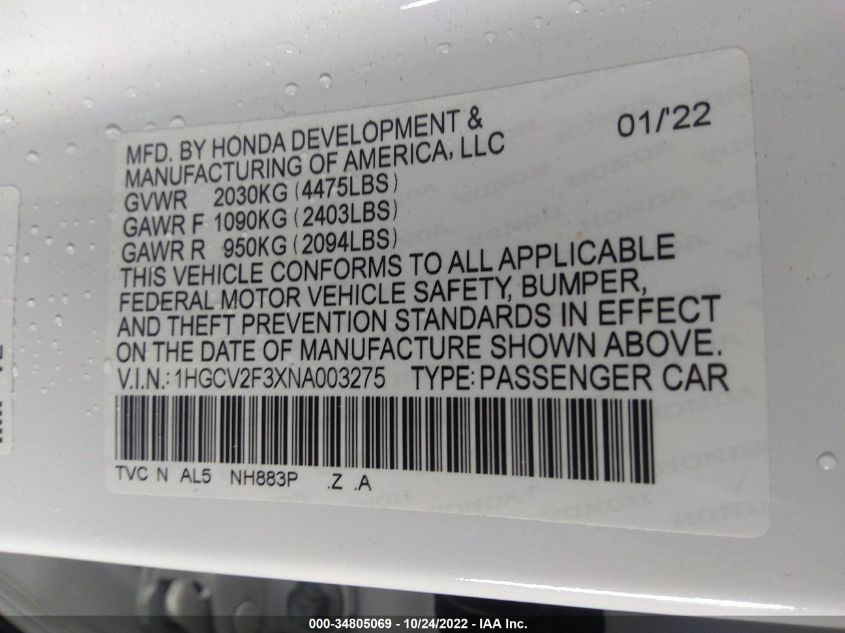 MFD. BY HONDA DEVELOPMENT & 01/'22
MANUFACTURING OF AMERICA, LLC
GVWR 2030KG (4475LBS)
GAWR F 1090KG (2403LBS)
GAWR R 950KG (2094LBS)
THIS VEHICLE CONFORMS TO ALL APPLICABLE
FEDERAL MOTOR VEHICLE SAFETY, BUMPER,
AND THEFT PREVENTION STANDARDS IN EFFECT
ON THE DATE OF MANUFACTURE SHOWN ABOVE.
V.I.N.: 1HGCV2F3XNA003275 TYPE: PASSENGER CAR
TVC N AL5 NH883P .Z .A
000-34805069 - 10/24/2022 - IAA Inc.